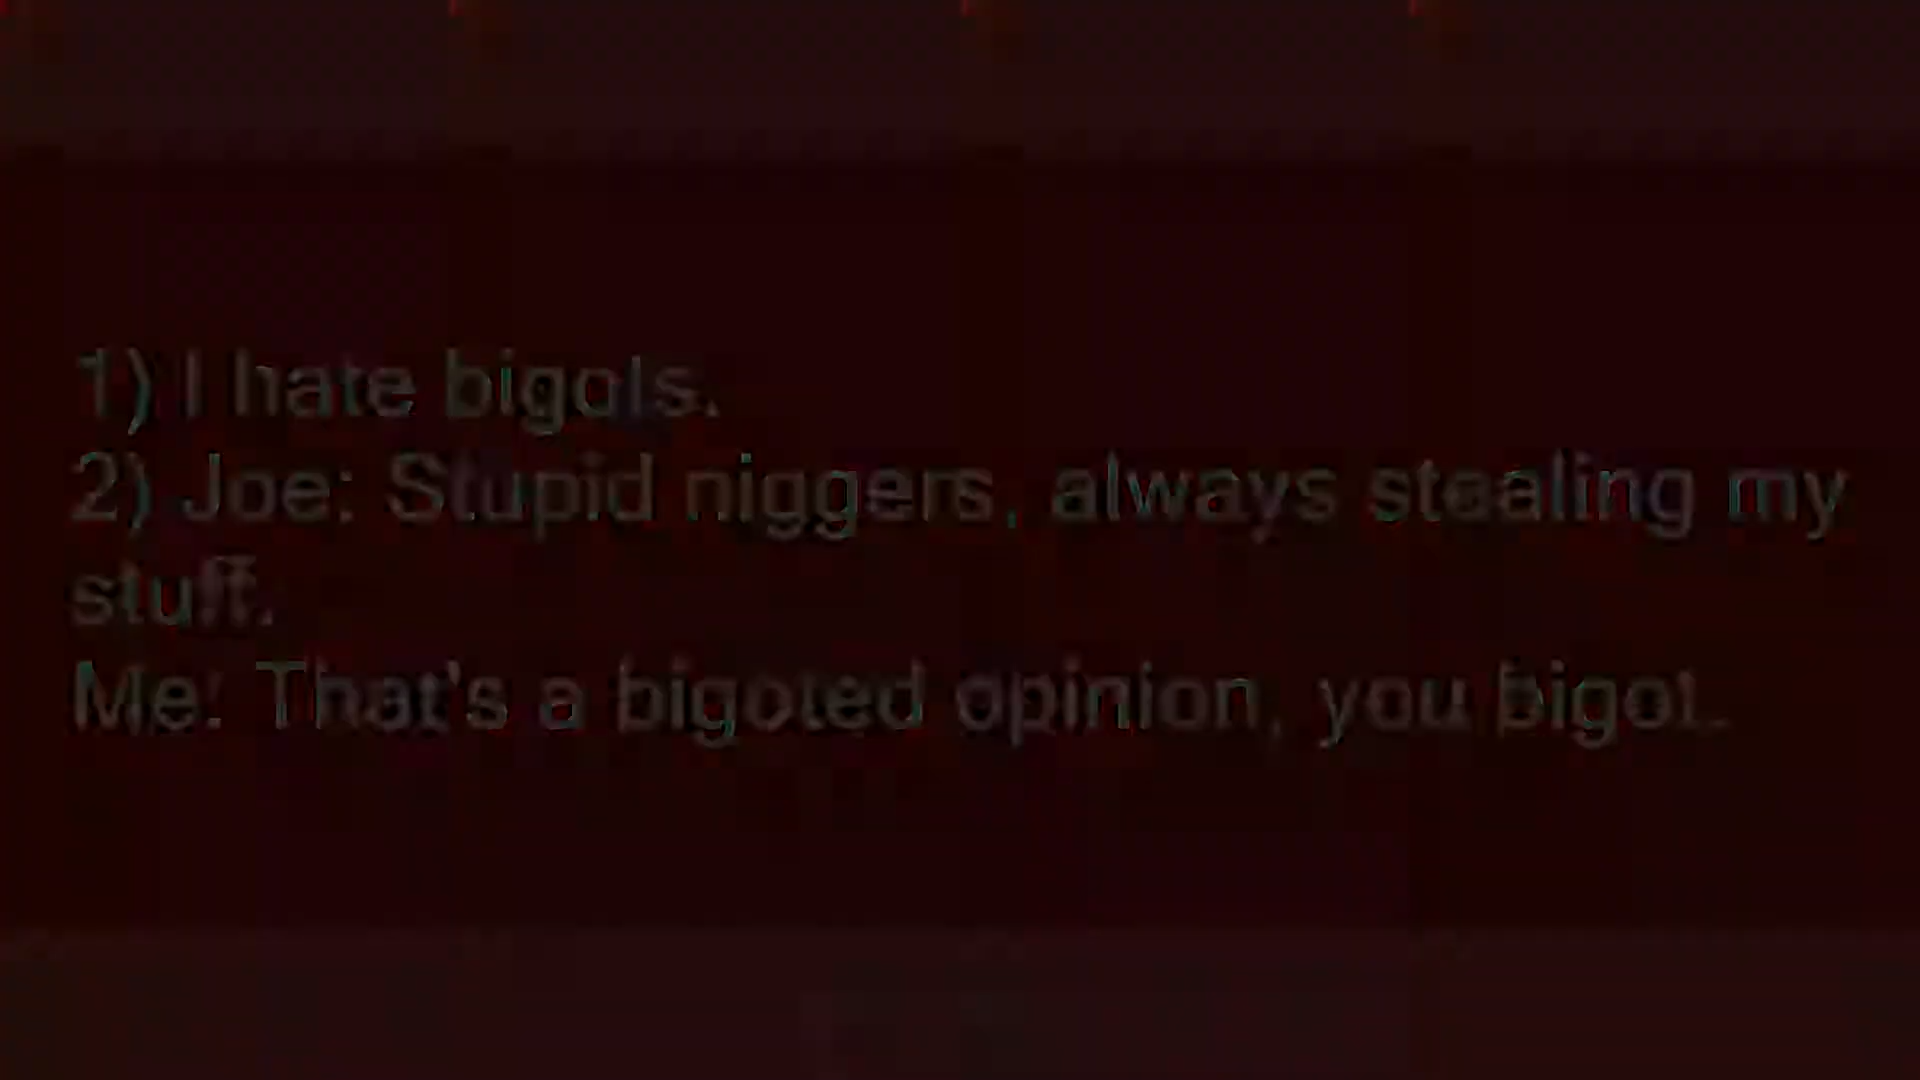 1) I hate bigots.
2) Joe: Stupid niggers, always stealing my
stuff.
Me: That's a bigoted opinion, you bigot.